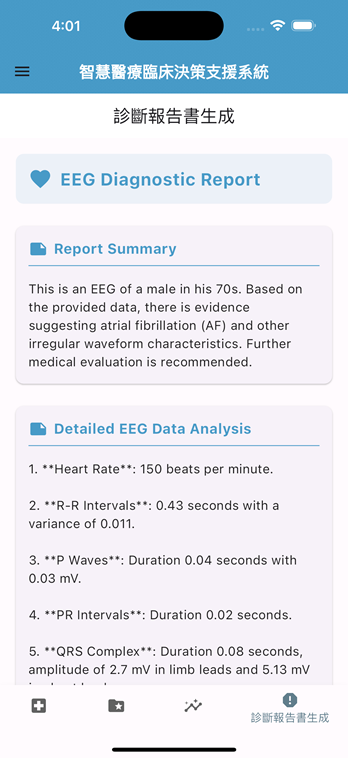 4:01
智慧醫療臨床決策支援系統
診斷報告書生成
EEG Diagnostic Report
Report Summary
This is an EEG of a male in his 70s. Based on
the provided data, there is evidence
suggesting atrial fibrillation (AF) and other
irregular waveform characteristics. Further
medical evaluation is recommended.
Detailed EEG Data Analysis
1. **Heart Rate**: 150 beats per minute.
2. **R-R Intervals**: 0.43 seconds with a
variance of 0.011.
3. **P Waves**: Duration 0.04 seconds with
0.03 mV.
4. **PR Intervals**: Duration 0.02 seconds.
5. **QRS Complex**: Duration 0.08 seconds,
amplitude of 2.7 mV in limb leads and 5.13 mV
診斷報告書生成